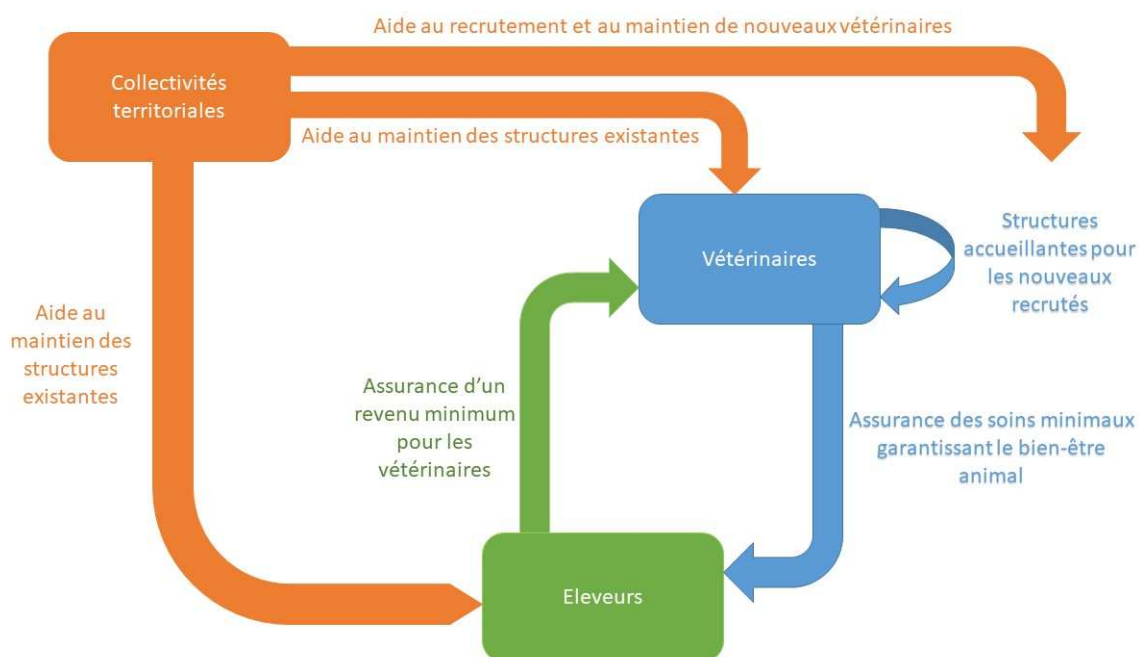 Aide au recrutement et au maintien de nouveaux vétérinaires
Collectivités
territoriales
Aide au maintien des structures existantes
Vétérinaires
Structures
accueillantes pour
les nouveaux
recrutés
Aide au
maintien des
structures
existantes
Assurance d’un
revenu minimum
pour les
vétérinaires
Assurance des soins minimaux
garantissant le bien-être
animal
Eleveurs